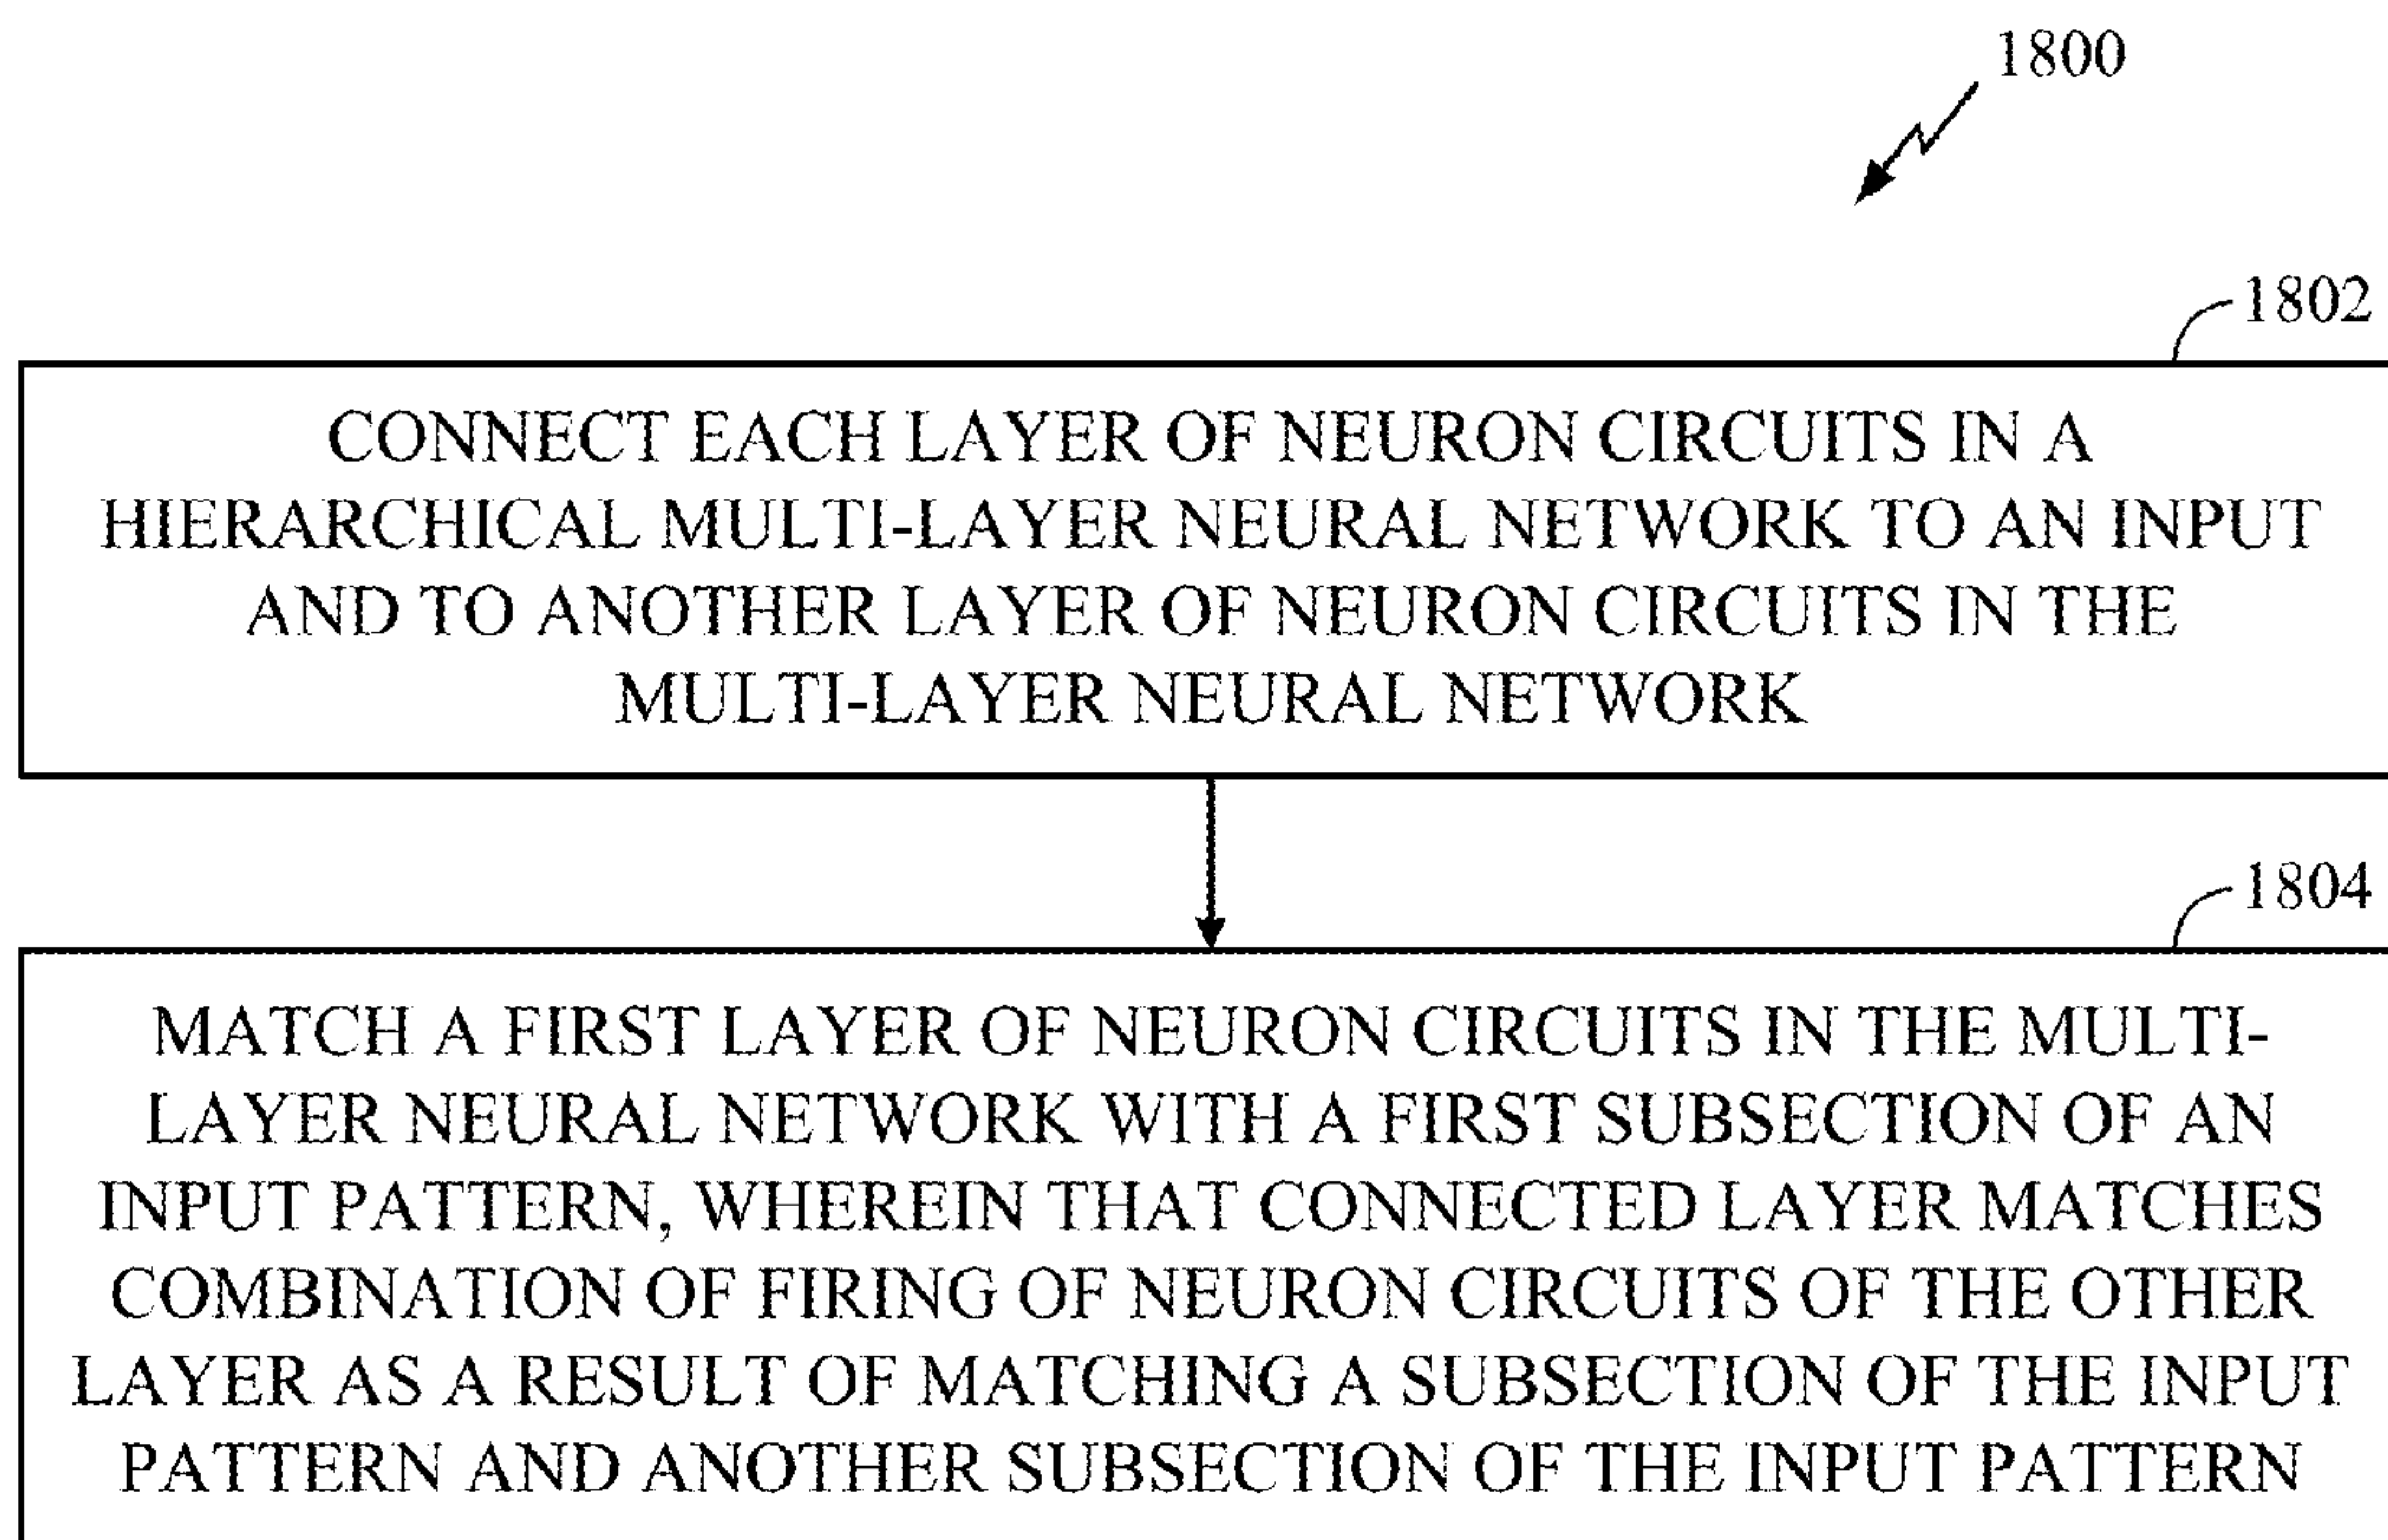 1800
1802
CONNECT EACH LAYER OF NEURON CIRCUITS IN A
HIERARCHICAL MULTI-LAYER NEURAL NETWORK TO AN INPUT
AND TO ANOTHER LAYER OF NEURON CIRCUITS IN THE
MULTI-LAYER NEURAL NETWORK
1804
MATCH A FIRST LAYER OF NEURON CIRCUITS IN THE MULTI-
LAYER NEURAL NETWORK WITH A FIRST SUBSECTION OF AN
INPUT PATTERN, WHEREIN THAT CONNECTED LAYER MATCHES
COMBINATION OF FIRING OF NEURON CIRCUITS OF THE OTHER
LAYER AS A RESULT OF MATCHING A SUBSECTION OF THE INPUT
PATTERN AND ANOTHER SUBSECTION OF THE INPUT PATTERN